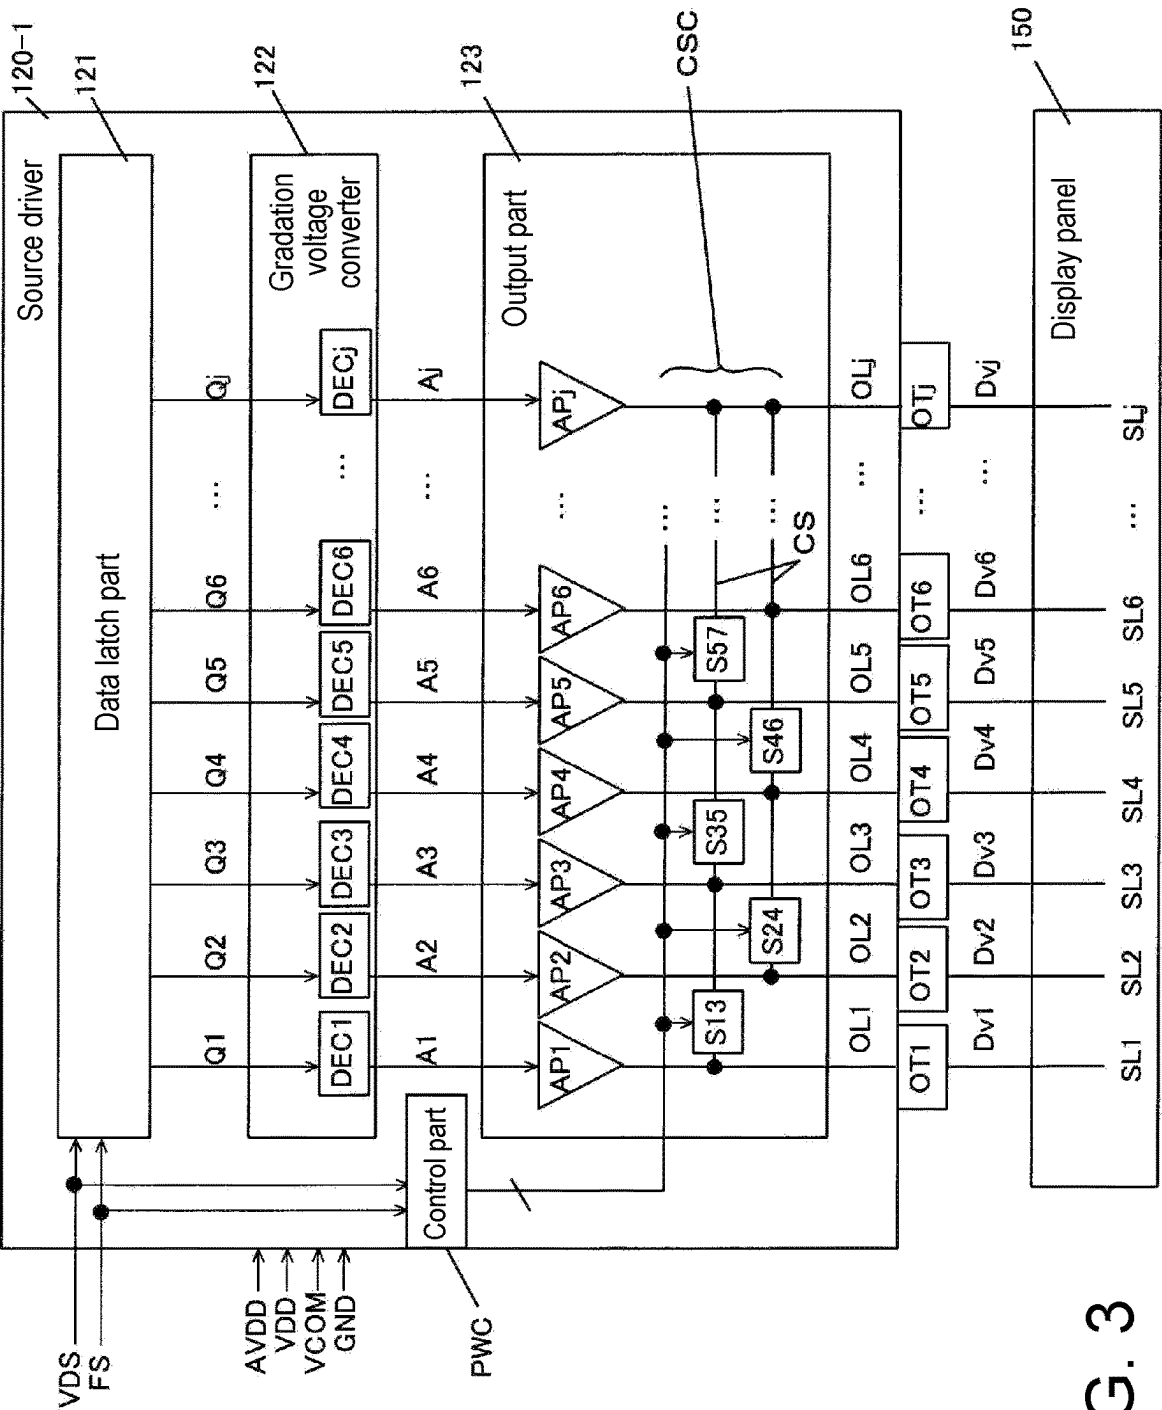 120-1
Source driver
121
Data latch part
VDS
FS
Q1 Q2 Q3 Q4 Q5 Q6 ... Qj
122
Gradation
voltage
converter
DEC1 DEC2 DEC3 DEC4 DEC5 DEC6 ... DECj
AVDD
VDD
VCOM
GND
A1 A2 A3 A4 A5 A6 ... Aj
Control part
PWC
123
Output part
AP1 AP2 AP3 AP4 AP5 AP6 ... APj
...
S13 S35 S57 ...
S24 S46 ...
CS
CSC
OL1 OL2 OL3 OL4 OL5 OL6 ... OLj
OT1 OT2 OT3 OT4 OT5 OT6 ... OTj
Dv1 Dv2 Dv3 Dv4 Dv5 Dv6 ... Dvj
150
Display panel
SL1 SL2 SL3 SL4 SL5 SL6 ... SLj
G. 3